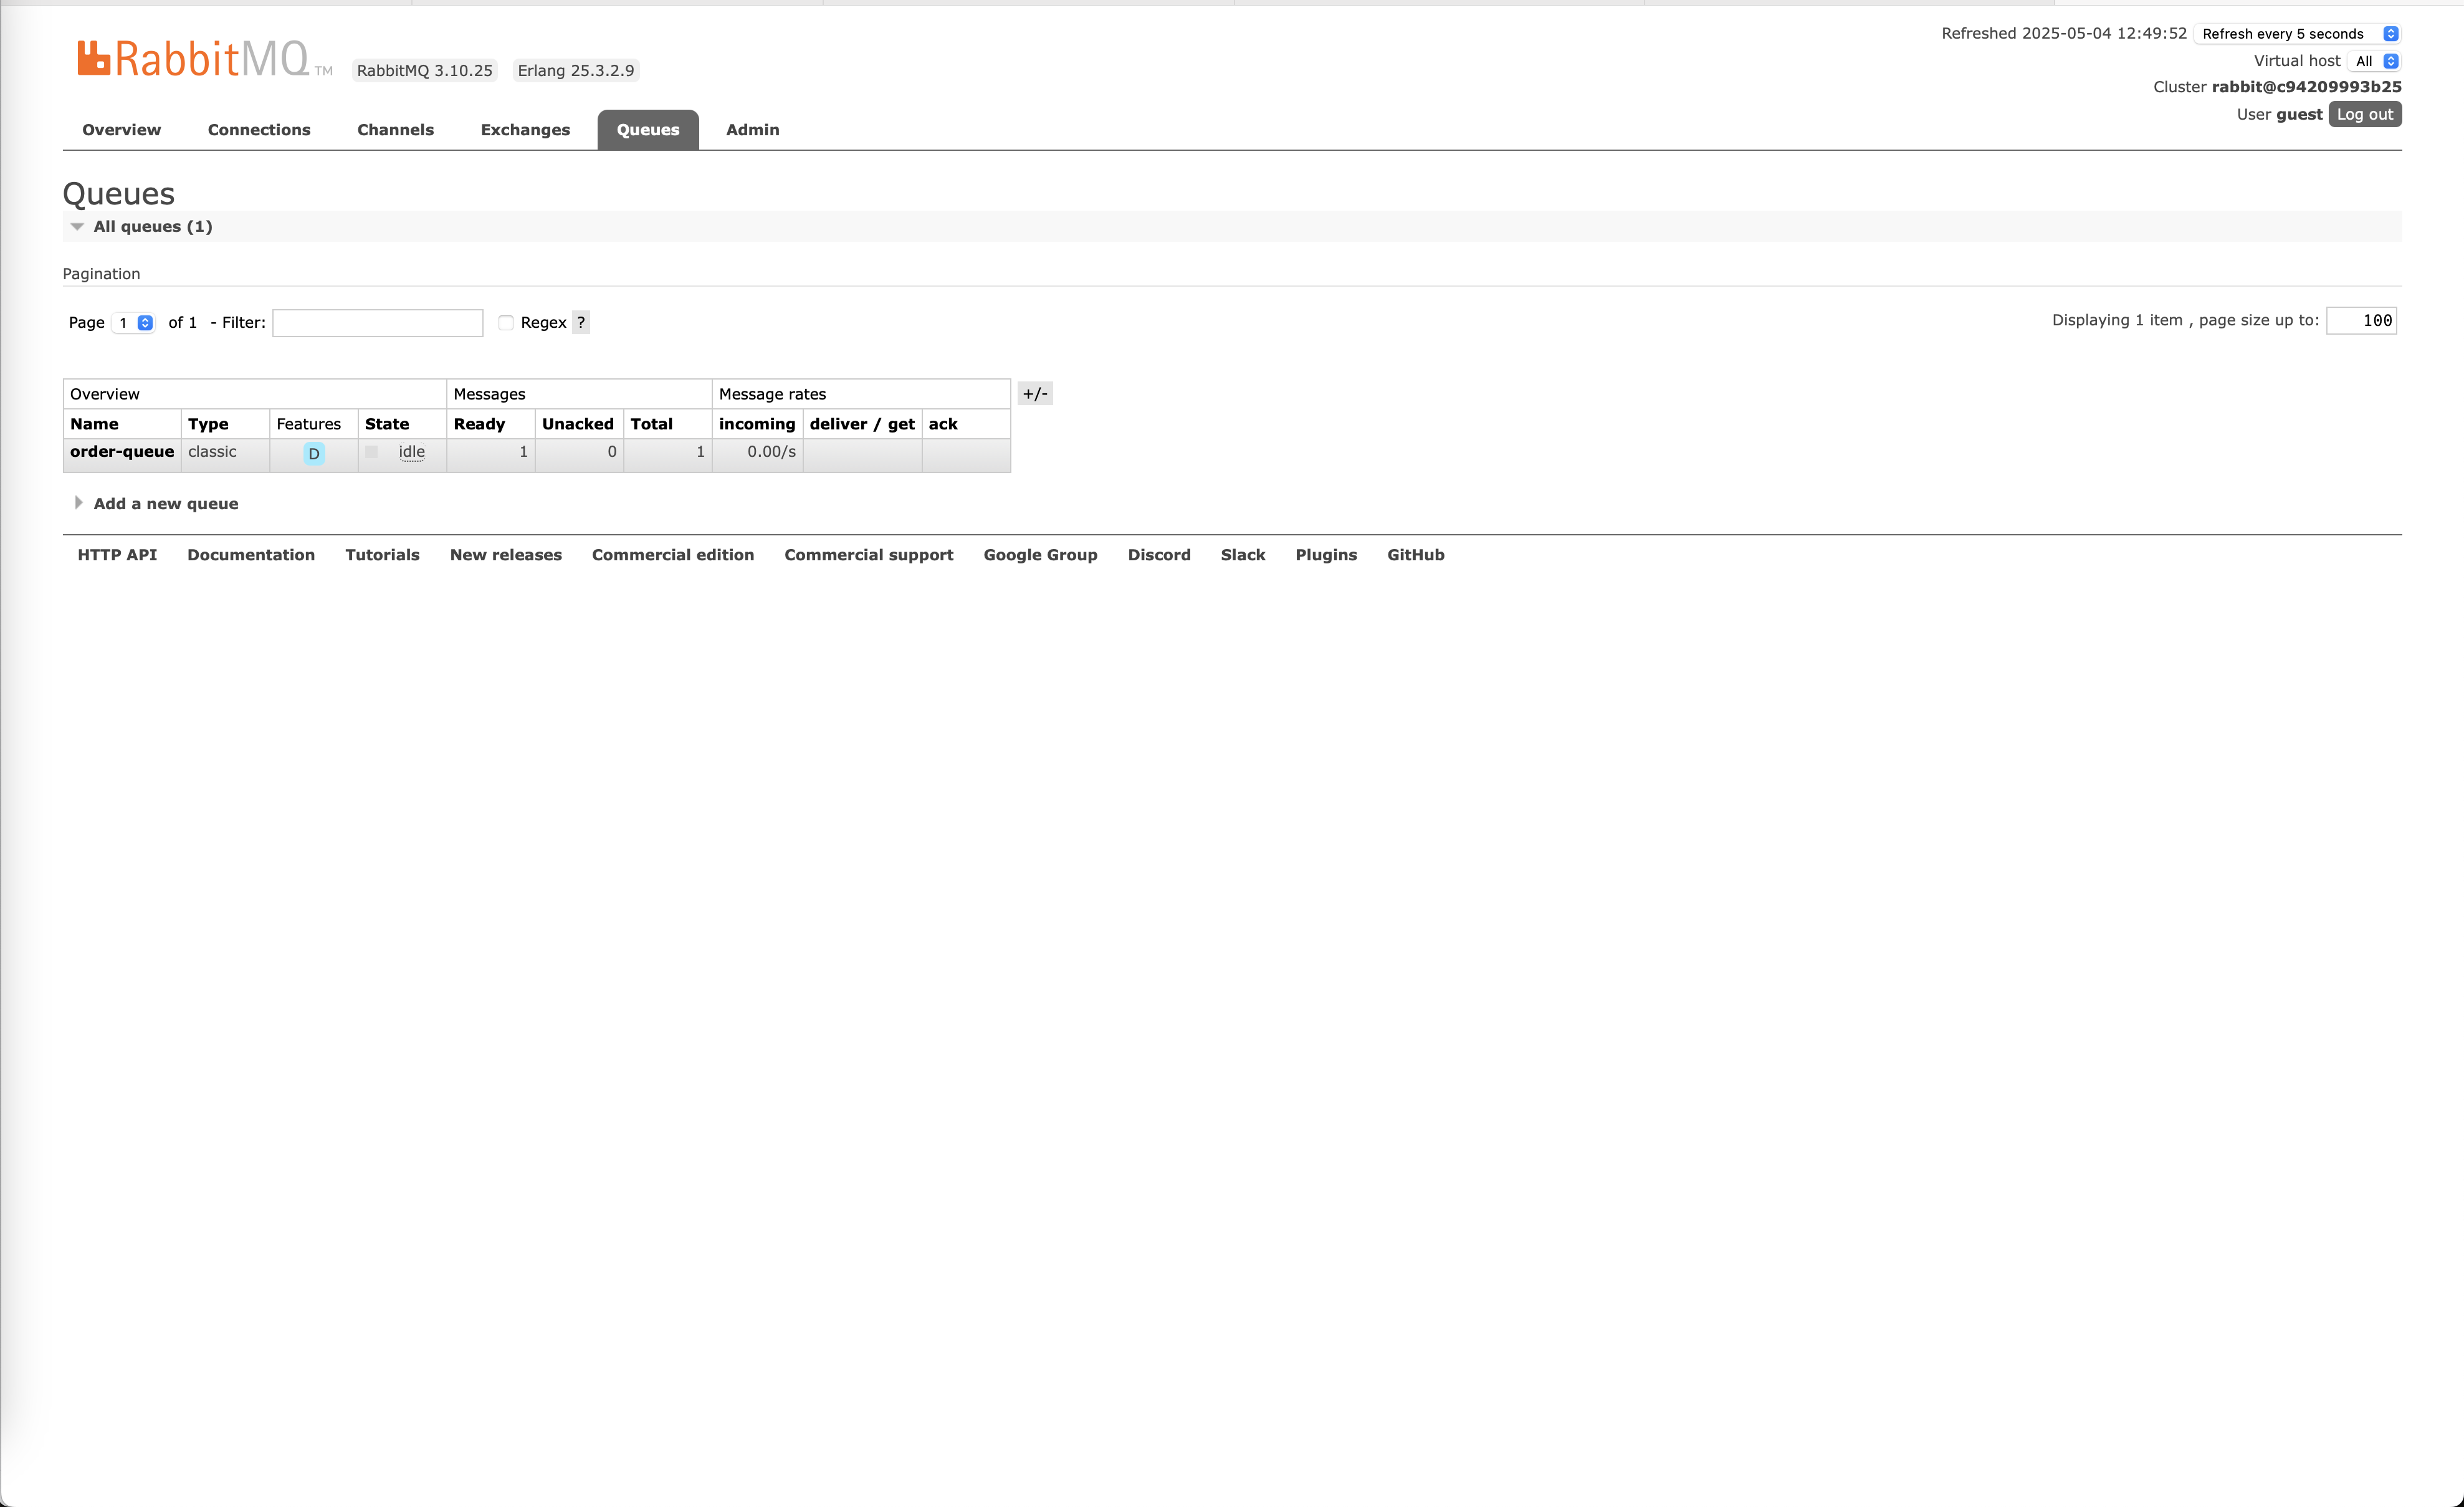 Refreshed 2025-05-04 12:49:52 Refresh every 5 seconds
RabbitMQ TM RabbitMQ 3.10.25 Erlang 25.3.2.9
Virtual host All
Cluster rabbit@c94209993b25
User guest Log out
Overview Connections Channels Exchanges Queues Admin
Queues
All queues (1)
Pagination
Page 1 of 1 - Filter: Regex ? Displaying 1 item , page size up to: 100
Overview Messages Message rates +/-
Name Type Features State Ready Unacked Total incoming deliver / get ack
order-queue classic D idle 1 0 1 0.00/s
Add a new queue
HTTP API Documentation Tutorials New releases Commercial edition Commercial support Google Group Discord Slack Plugins GitHub